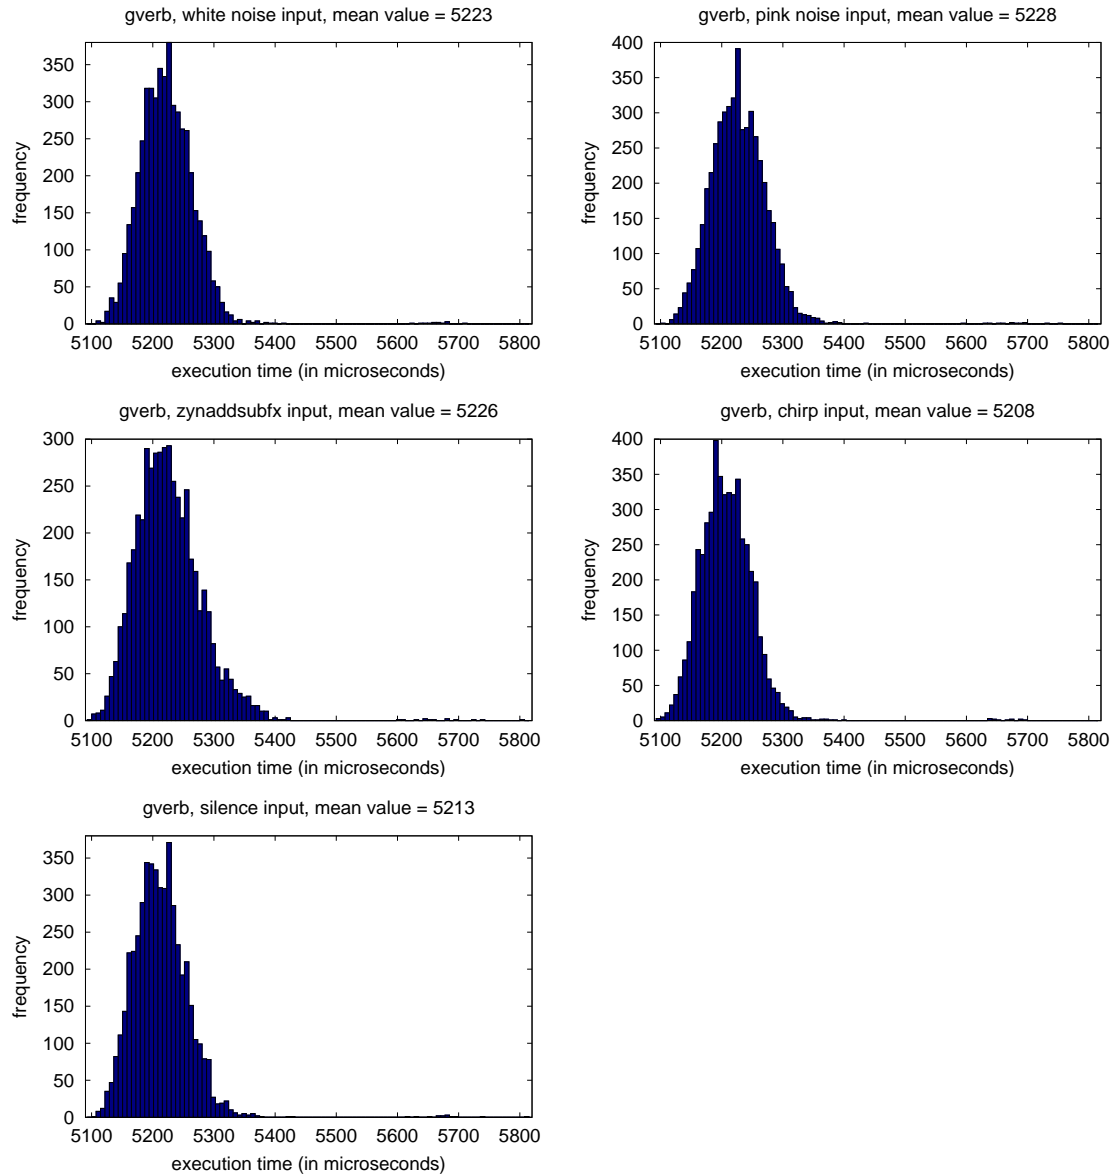 gverb, white noise input, mean value = 5223
350
300
250
200
150
100
50
0
frequency
5100 5200 5300 5400 5500 5600 5700 5800
execution time (in microseconds)
gverb, pink noise input, mean value = 5228
400
350
300
250
200
150
100
50
0
frequency
5100 5200 5300 5400 5500 5600 5700 5800
execution time (in microseconds)
gverb, zynaddsubfx input, mean value = 5226
300
250
200
150
100
50
0
frequency
5100 5200 5300 5400 5500 5600 5700 5800
execution time (in microseconds)
gverb, chirp input, mean value = 5208
400
350
300
250
200
150
100
50
0
frequency
5100 5200 5300 5400 5500 5600 5700 5800
execution time (in microseconds)
gverb, silence input, mean value = 5213
350
300
250
200
150
100
50
0
frequency
5100 5200 5300 5400 5500 5600 5700 5800
execution time (in microseconds)